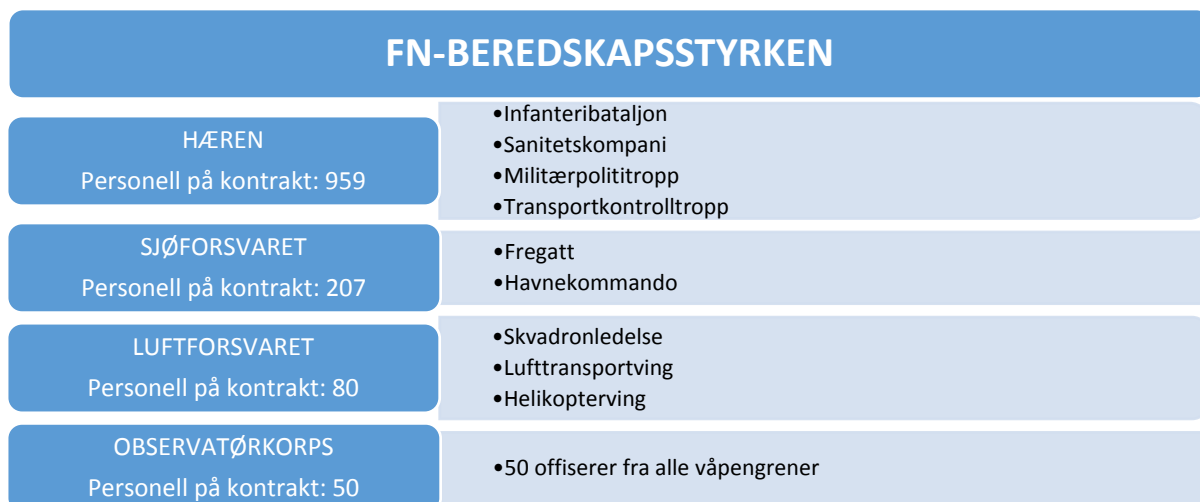 FN-BEREDSKAPSSTYRKEN
HÆREN
Personell på kontrakt: 959
•Infanteribataljon
•Sanitetskompani
•Militærpolititropp
•Transportkontrolltropp
SJØFORSVARET
Personell på kontrakt: 207
•Fregatt
•Havnekommando
LUFTFORSVARET
Personell på kontrakt: 80
•Skvadronledelse
•Lufttransportving
•Helikopterving
OBSERVATØRKORPS
Personell på kontrakt: 50
•50 offiserer fra alle våpengrener